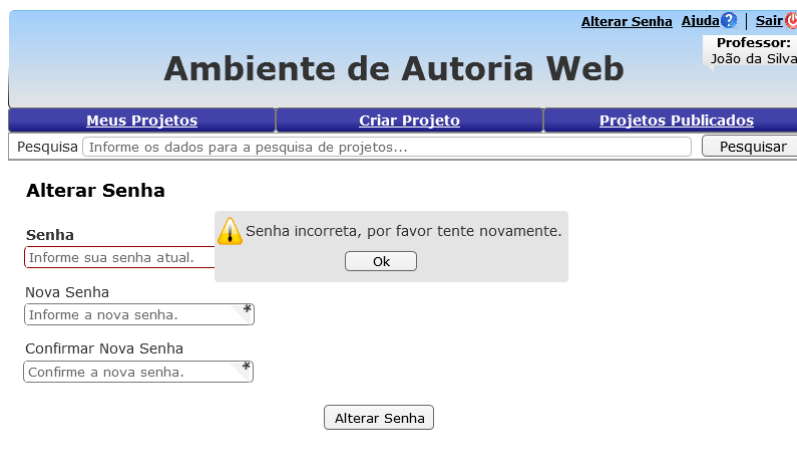 Alterar Senha Ajuda | Sair
Professor:
João da Silva
Ambiente de Autoria Web
Meus Projetos Criar Projeto Projetos Publicados
Pesquisa Informe os dados para a pesquisa de projetos... Pesquisar
Alterar Senha
Senha incorreta, por favor tente novamente.
Senha
Informe sua senha atual. Ok
Nova Senha
Informe a nova senha. *
Confirmar Nova Senha
Confirme a nova senha. *
Alterar Senha